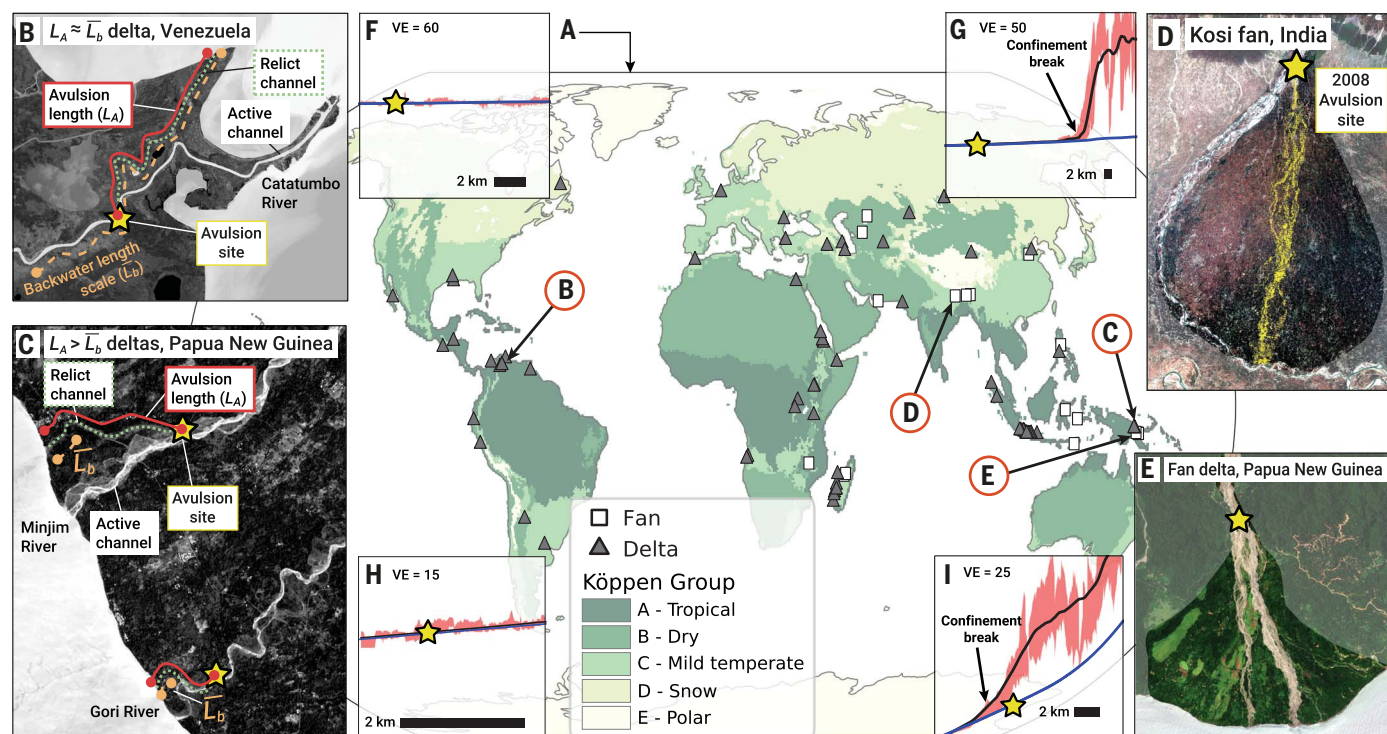 B L_A ≈ L̅_b delta, Venezuela
Avulsion
length (L_A)
Relict
channel
Active
channel
Catatumbo
River
Avulsion
site
Backwater length
scale (L̅_b)
C L_A > L̅_b deltas, Papua New Guinea
Relict
channel
Avulsion
length (L_A)
L̅_b
Avulsion
site
Active
channel
Minjim
River
Gori River
L̅_b
F VE = 60
2 km
A
G VE = 50
Confinement
break
2 km
D Kosi fan, India
2008
Avulsion
site
B
D
C
E
H VE = 15
2 km
Fan
Delta
Köppen Group
A - Tropical
B - Dry
C - Mild temperate
D - Snow
E - Polar
I VE = 25
Confinement
break
2 km
E Fan delta, Papua New Guinea